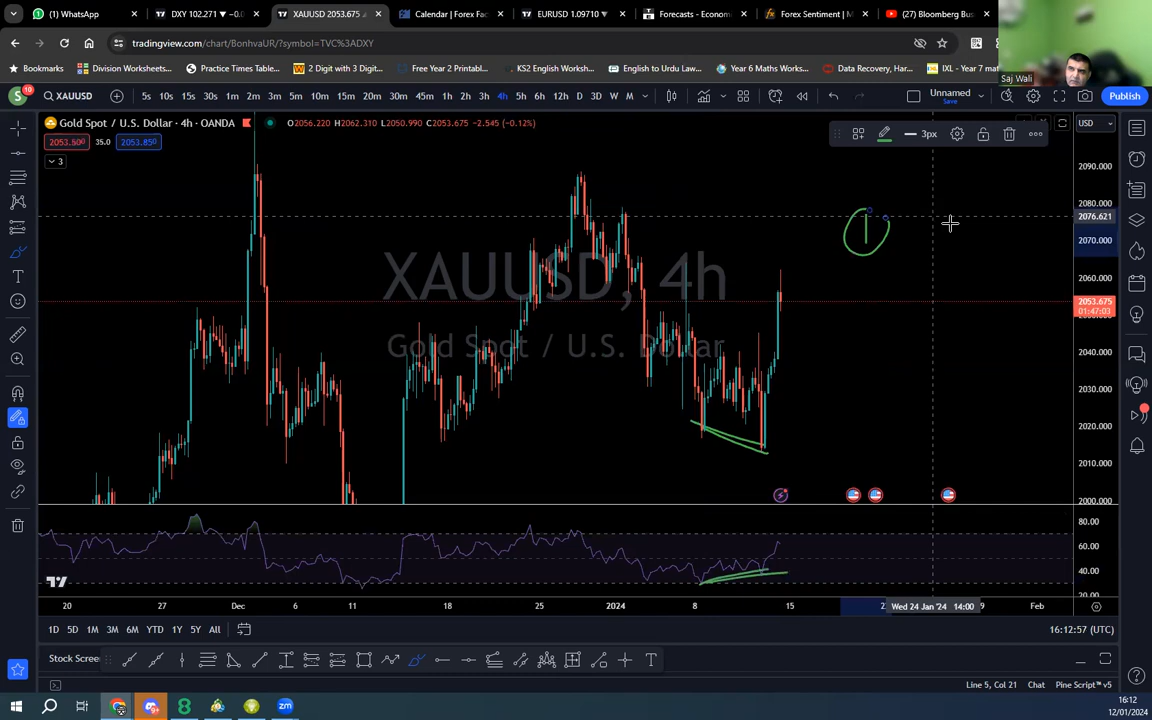 (1) WhatsApp
DXY 102.271
XAUUSD 2053.675
Calendar | Forex Fac
EURUSD 1.09710
Forecasts - Econom
Forex Sentiment | M
(27) Bloomberg Bus
tradingview.com/chart/BonhvaUR/?symbol=TVC%3ADXY
Bookmarks
Division Worksheets...
Practice Times Table...
2 Digit with 3 Digit...
Free Year 2 Printabl...
KS2 English Worksh...
English to Urdu Law...
Year 6 Maths Works...
Data Recovery, Har...
IXL - Year 7 mat
Saj Wali
S 10 XAUUSD 5s 10s 15s 30s 1m 2m 3m 5m 10m 15m 20m 30m 45m 1h 2h 3h 4h 5h 6h 12h D 3D W M
Unnamed
Save
Publish
Gold Spot / U.S. Dollar · 4h · OANDA O2056.220 H2062.310 L2050.990 C2053.675 -2.545 (-0.12%)
3px
USD
2053.500 35.0 2053.850
3
2090.000
2080.000
2076.621
2070.000
2060.000
2053.675
01:47:03
2040.000
2030.000
2020.000
2010.000
2000.000
XAUUSD, 4h
Gold Spot / U.S. Dollar
80.00
60.00
40.00
20.00
20 27 Dec 6 11 18 25 2024 8 15 Wed 24 Jan '24 14:00 Feb
1D 5D 1M 3M 6M YTD 1Y 5Y All
16:12:57 (UTC)
Stock Screen
Line 5, Col 21 Chat Pine Script™ v5
16:12
12/01/2024